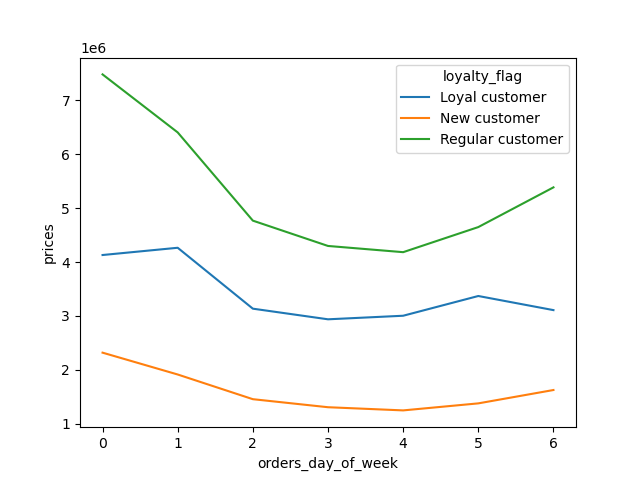 1e6
loyalty_flag
Loyal customer
New customer
Regular customer
7
6
5
4
3
2
1
prices
0 1 2 3 4 5 6
orders_day_of_week